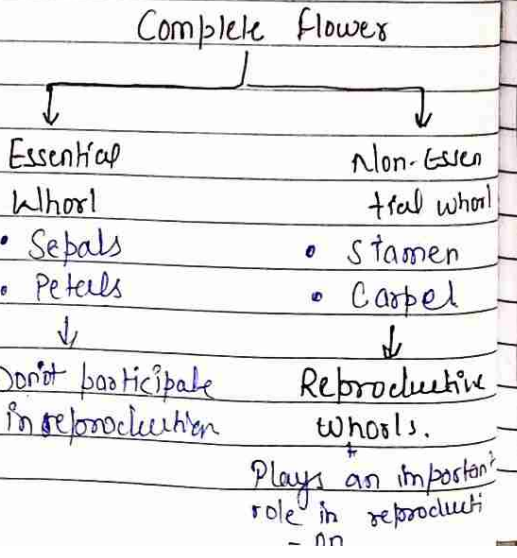 Complete flower
Essential
Whorl
• Sepals
• Petals
Don't participate
in reproduction
Non-Essen
tial whorl
• Stamen
• Carpel
Reproductive
whorls.
Plays an important
role in reproducti
- on